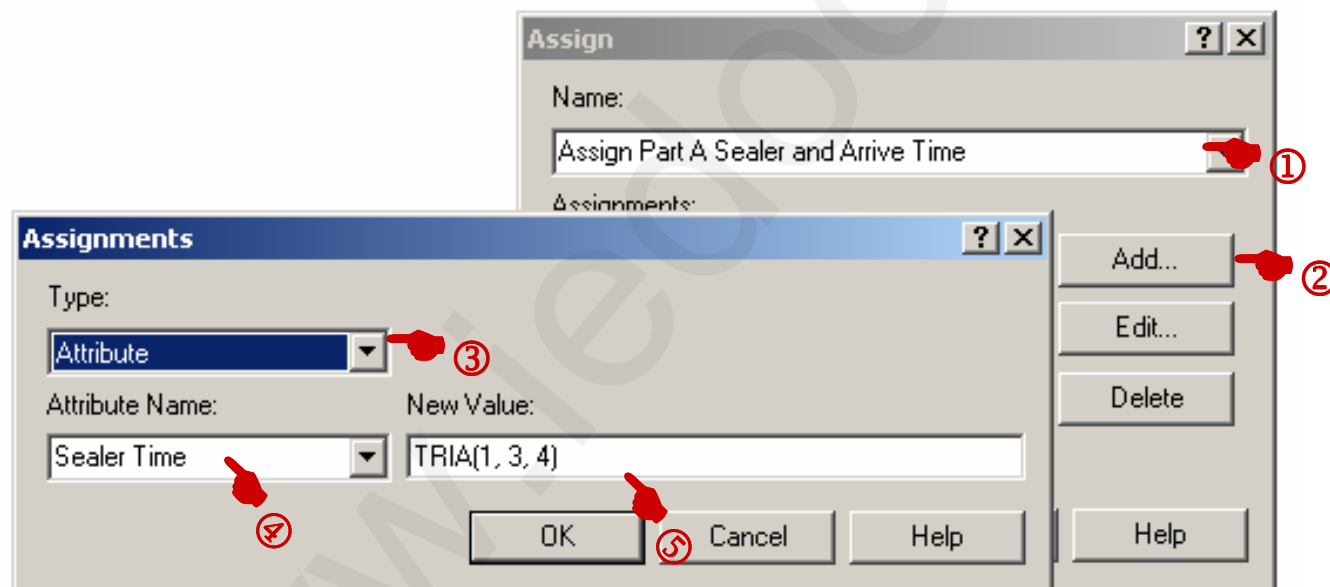 Assign
Name:
Assign Part A Sealer and Arrive Time
①
Assignments:
Assignments
Add...
②
Type:
Edit...
Attribute
③
Attribute Name:
New Value:
Delete
Sealer Time
TRIA(1, 3, 4)
④
⑤
OK
Cancel
Help
Help